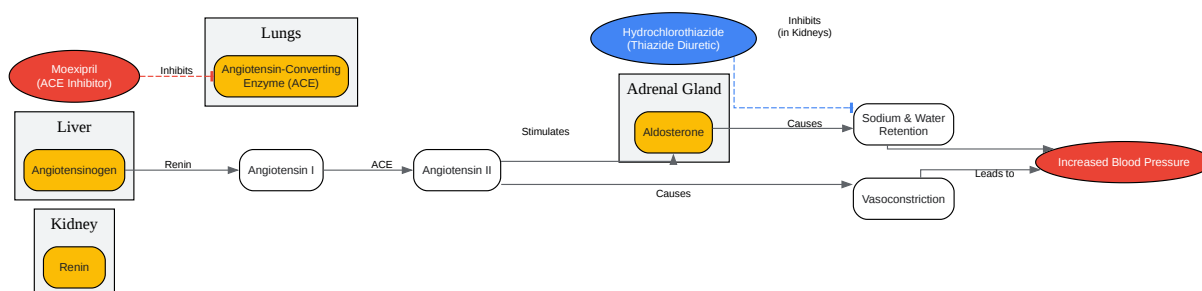 Lungs
Moexipril
(ACE Inhibitor)
Inhibits
Angiotensin-Converting
Enzyme (ACE)
Hydrochlorothiazide
(Thiazide Diuretic)
Inhibits
(in Kidneys)
Adrenal Gland
Aldosterone
Causes
Sodium & Water
Retention
Liver
Angiotensinogen
Renin
Angiotensin I
ACE
Angiotensin II
Stimulates
Causes
Vasoconstriction
Leads to
Increased Blood Pressure
Kidney
Renin